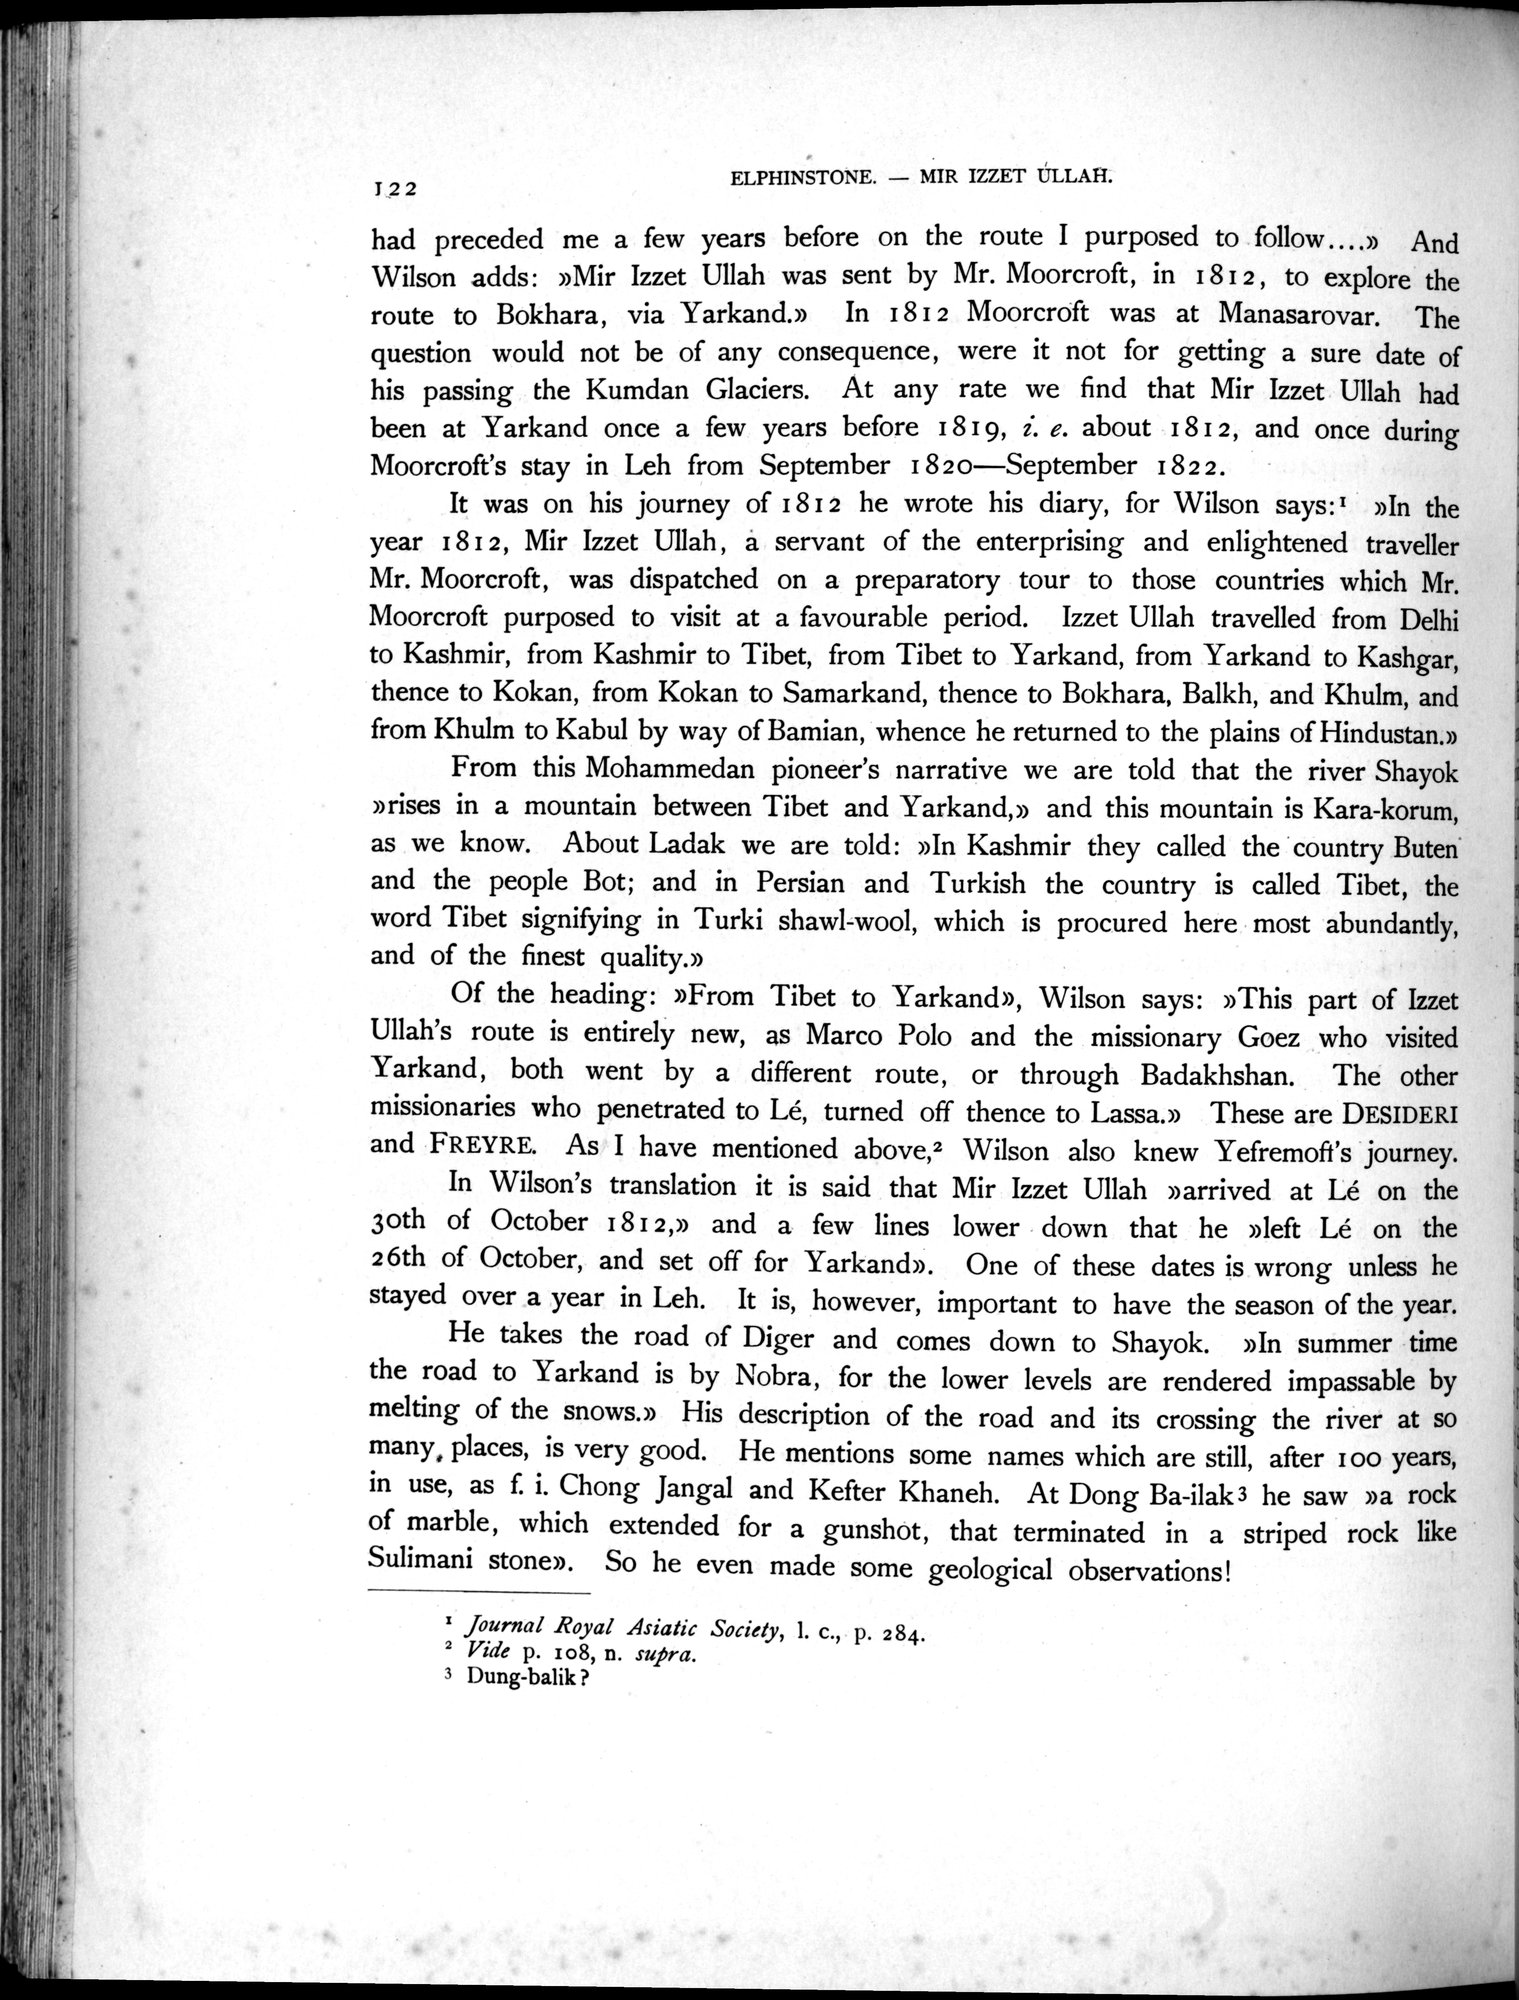 122
ELPHINSTONE. — MIR IZZET ULLAH.
had preceded me a few years before on the route I purposed to follow....» And
Wilson adds: »Mir Izzet Ullah was sent by Mr. Moorcroft, in 1812, to explore the
route to Bokhara, via Yarkand.» In 1812 Moorcroft was at Manasarovar. The
question would not be of any consequence, were it not for getting a sure date of
his passing the Kumdan Glaciers. At any rate we find that Mir Izzet Ullah had
been at Yarkand once a few years before 1819, i. e. about 1812, and once during
Moorcroft's stay in Leh from September 1820—September 1822.
It was on his journey of 1812 he wrote his diary, for Wilson says:¹ »In the
year 1812, Mir Izzet Ullah, a servant of the enterprising and enlightened traveller
Mr. Moorcroft, was dispatched on a preparatory tour to those countries which Mr.
Moorcroft purposed to visit at a favourable period. Izzet Ullah travelled from Delhi
to Kashmir, from Kashmir to Tibet, from Tibet to Yarkand, from Yarkand to Kashgar,
thence to Kokan, from Kokan to Samarkand, thence to Bokhara, Balkh, and Khulm, and
from Khulm to Kabul by way of Bamian, whence he returned to the plains of Hindustan.»
From this Mohammedan pioneer's narrative we are told that the river Shayok
»rises in a mountain between Tibet and Yarkand,» and this mountain is Kara-korum,
as we know. About Ladak we are told: »In Kashmir they called the country Buten
and the people Bot; and in Persian and Turkish the country is called Tibet, the
word Tibet signifying in Turki shawl-wool, which is procured here most abundantly,
and of the finest quality.»
Of the heading: »From Tibet to Yarkand», Wilson says: »This part of Izzet
Ullah's route is entirely new, as Marco Polo and the missionary Goez who visited
Yarkand, both went by a different route, or through Badakhshan. The other
missionaries who penetrated to Lé, turned off thence to Lassa.» These are DESIDERI
and FREYRE. As I have mentioned above,² Wilson also knew Yefremoff's journey.
In Wilson's translation it is said that Mir Izzet Ullah »arrived at Lé on the
30th of October 1812,» and a few lines lower down that he »left Lé on the
26th of October, and set off for Yarkand». One of these dates is wrong unless he
stayed over a year in Leh. It is, however, important to have the season of the year.
He takes the road of Diger and comes down to Shayok. »In summer time
the road to Yarkand is by Nobra, for the lower levels are rendered impassable by
melting of the snows.» His description of the road and its crossing the river at so
many places, is very good. He mentions some names which are still, after 100 years,
in use, as f. i. Chong Jangal and Kefter Khaneh. At Dong Ba-ilak³ he saw »a rock
of marble, which extended for a gunshot, that terminated in a striped rock like
Sulimani stone». So he even made some geological observations!
¹ Journal Royal Asiatic Society, l. c., p. 284.
² Vide p. 108, n. supra.
³ Dung-balik?